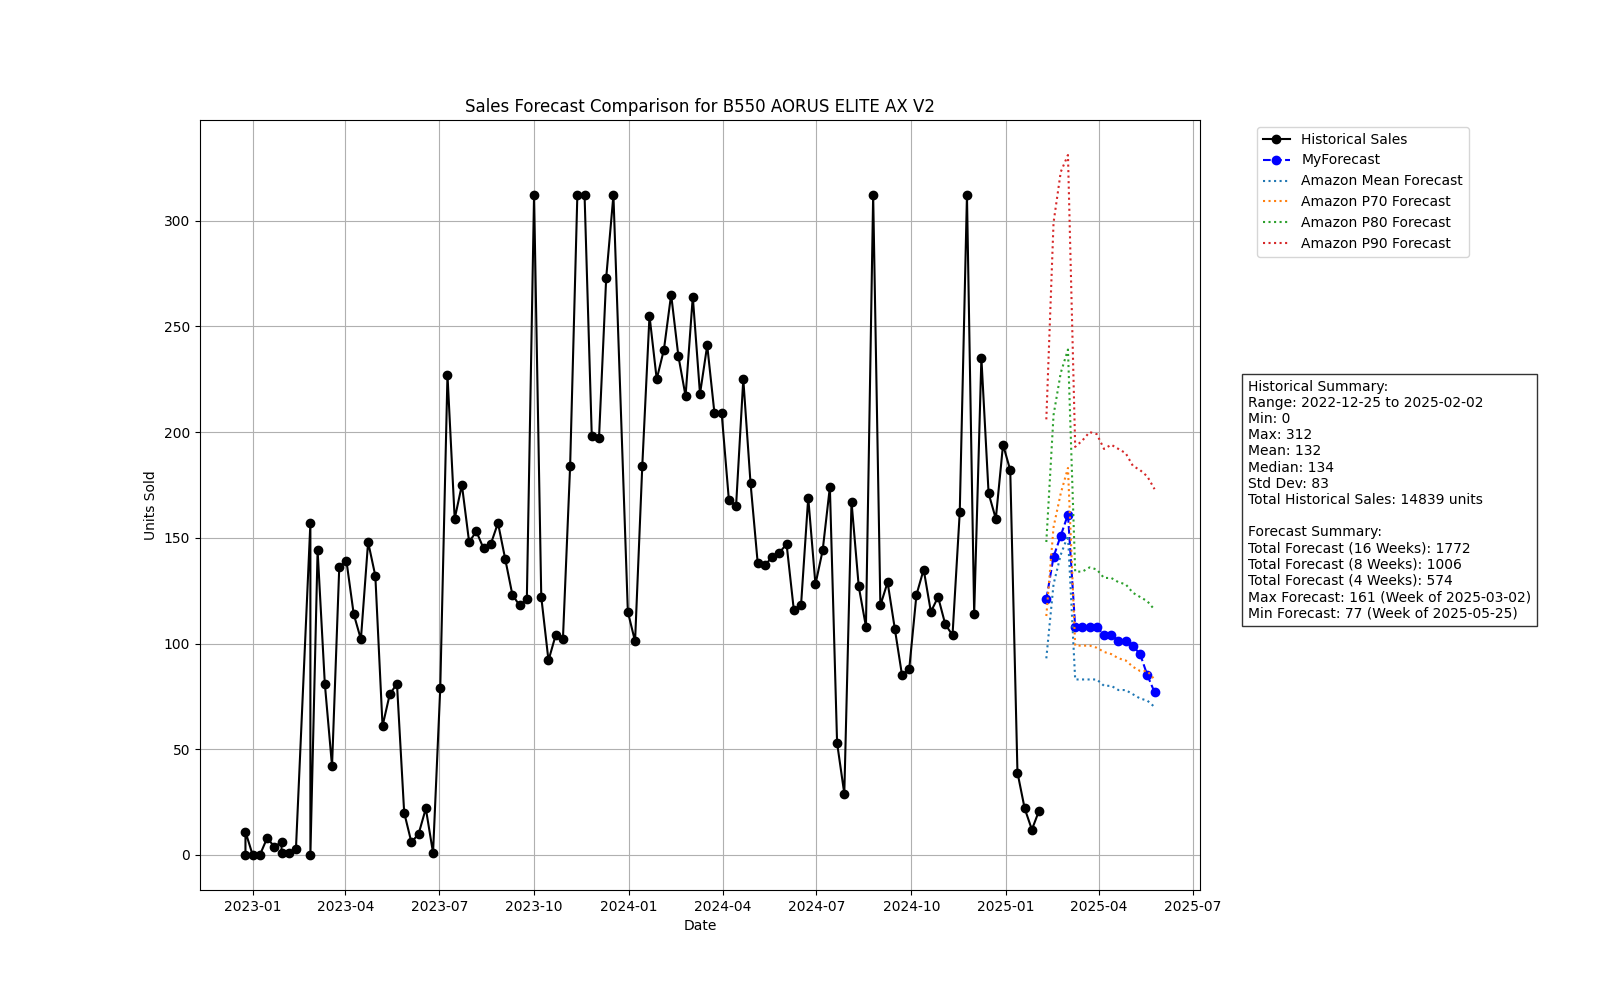 Sales Forecast Comparison for B550 AORUS ELITE AX V2
Units Sold
300
250
200
150
100
50
0
2023-01
2023-04
2023-07
2023-10
2024-01
2024-04
2024-07
2024-10
2025-01
2025-04
2025-07
Date
Historical Sales
MyForecast
Amazon Mean Forecast
Amazon P70 Forecast
Amazon P80 Forecast
Amazon P90 Forecast
Historical Summary:
Range: 2022-12-25 to 2025-02-02
Min: 0
Max: 312
Mean: 132
Median: 134
Std Dev: 83
Total Historical Sales: 14839 units
Forecast Summary:
Total Forecast (16 Weeks): 1772
Total Forecast (8 Weeks): 1006
Total Forecast (4 Weeks): 574
Max Forecast: 161 (Week of 2025-03-02)
Min Forecast: 77 (Week of 2025-05-25)